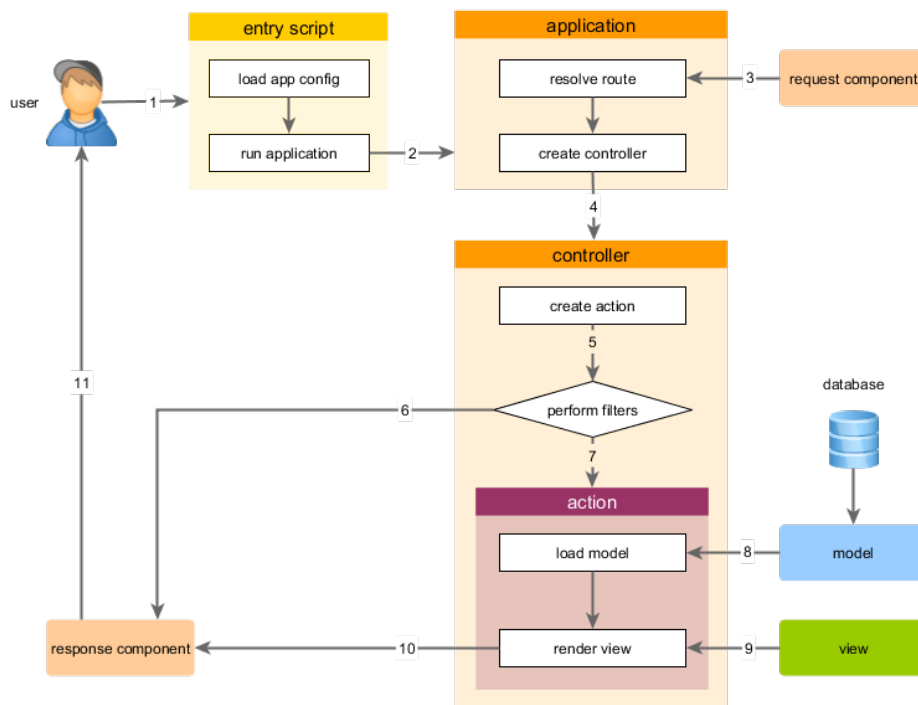 entry script
application
load app config
resolve route
3
request component
user
1
run application
2
create controller
4
controller
create action
5
11
6
perform filters
database
7
action
load model
8
model
response component
10
render view
9
view